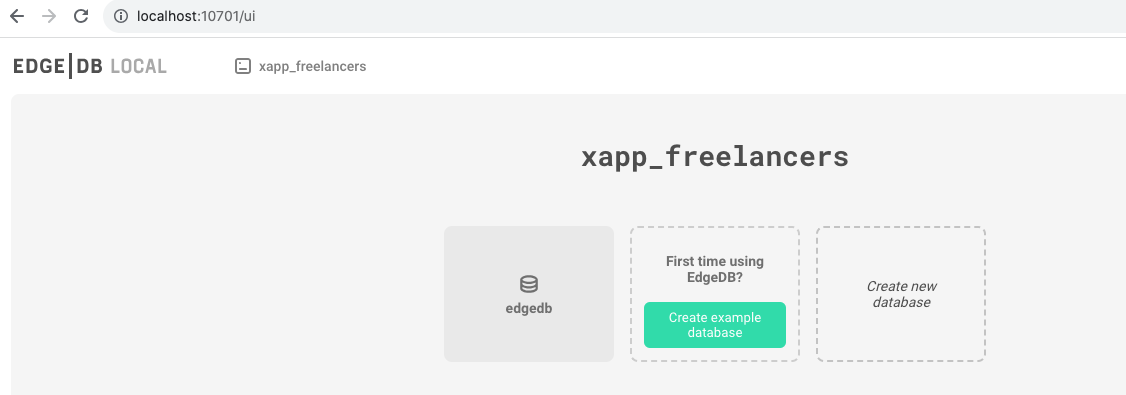 localhost:10701/ui
EDGE|DB LOCAL
xapp_freelancers
xapp_freelancers
edgedb
First time using
EdgeDB?
Create example
database
Create new
database